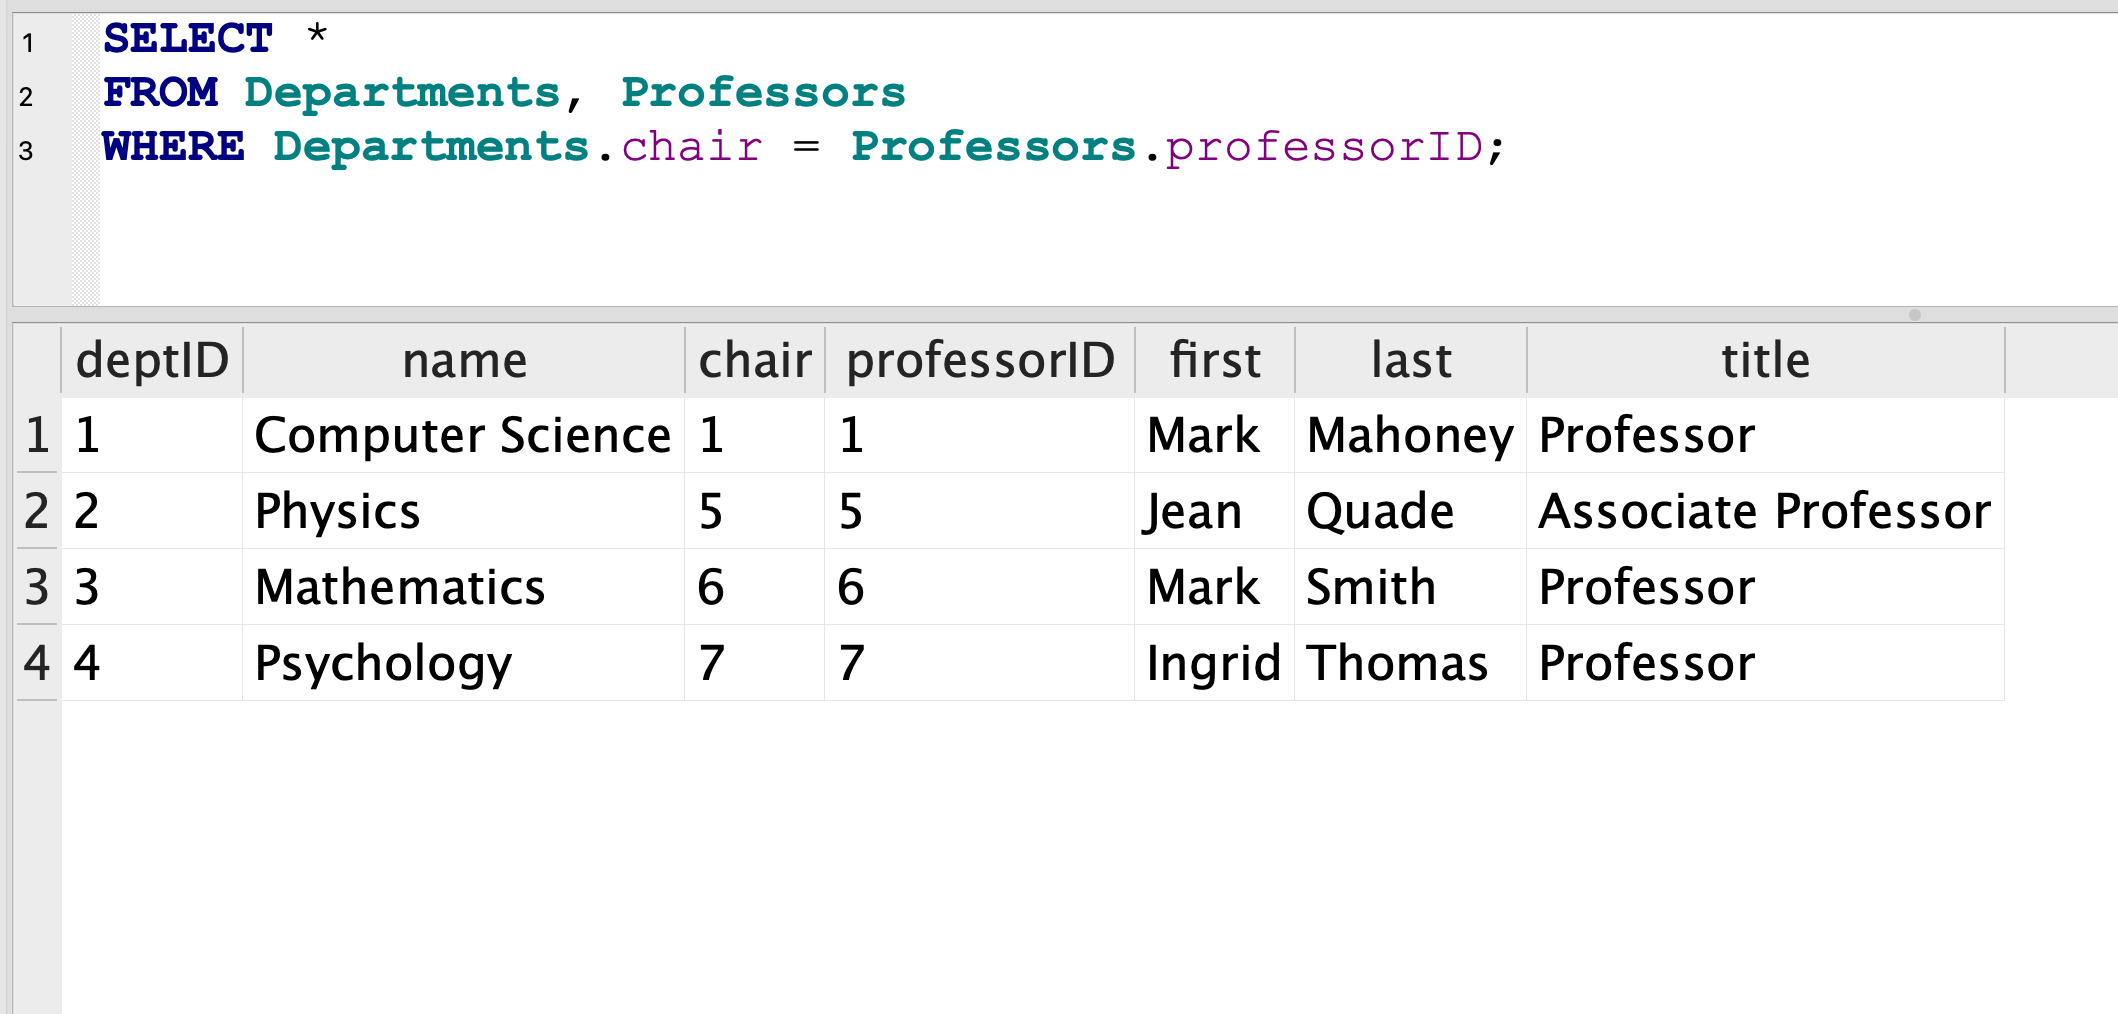 1 SELECT *
2 FROM Departments, Professors
3 WHERE Departments.chair = Professors.professorID;
deptID name chair professorID first last title
1 1 Computer Science 1 1 Mark Mahoney Professor
2 2 Physics 5 5 Jean Quade Associate Professor
3 3 Mathematics 6 6 Mark Smith Professor
4 4 Psychology 7 7 Ingrid Thomas Professor